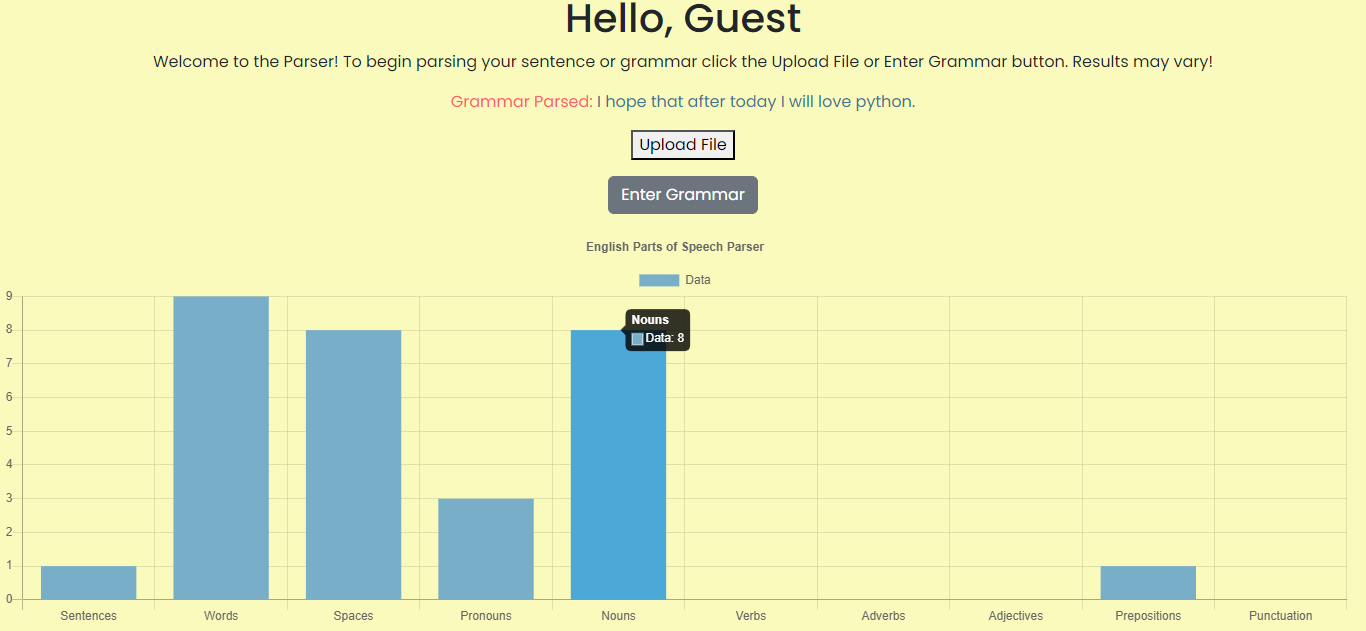 Hello, Guest
Welcome to the Parser! To begin parsing your sentence or grammar click the Upload File or Enter Grammar button. Results may vary!
Grammar Parsed: I hope that after today I will love python.
Upload File
Enter Grammar
English Parts of Speech Parser
Data
9
8
7
6
5
4
3
2
1
0
Nouns
Data: 8
Sentences Words Spaces Pronouns Nouns Verbs Adverbs Adjectives Prepositions Punctuation